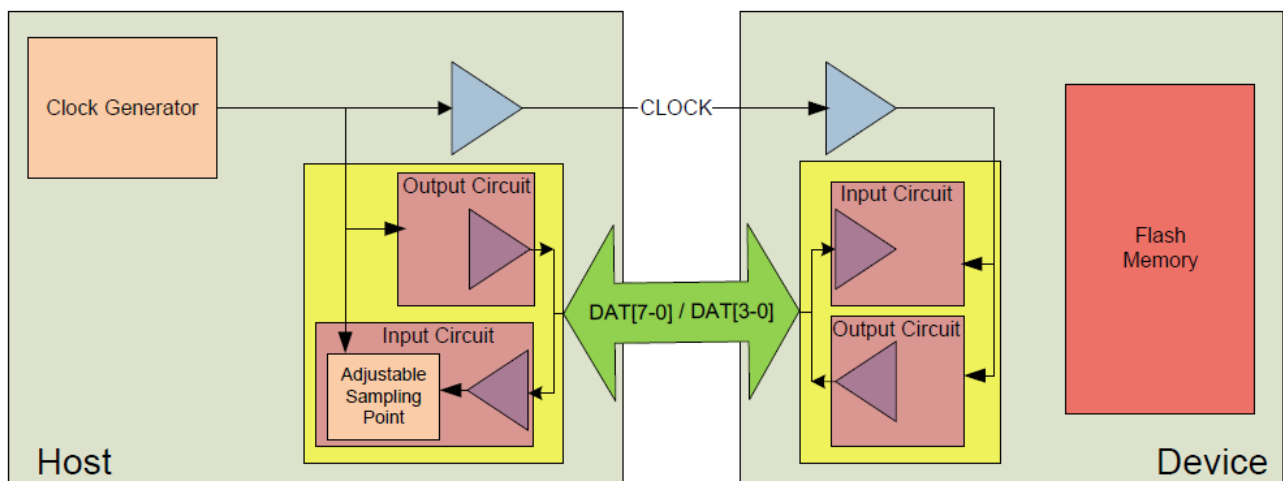 Clock Generator
CLOCK
Output Circuit
Input Circuit
Adjustable
Sampling
Point
DAT[7-0] / DAT[3-0]
Input Circuit
Output Circuit
Flash
Memory
Host
Device